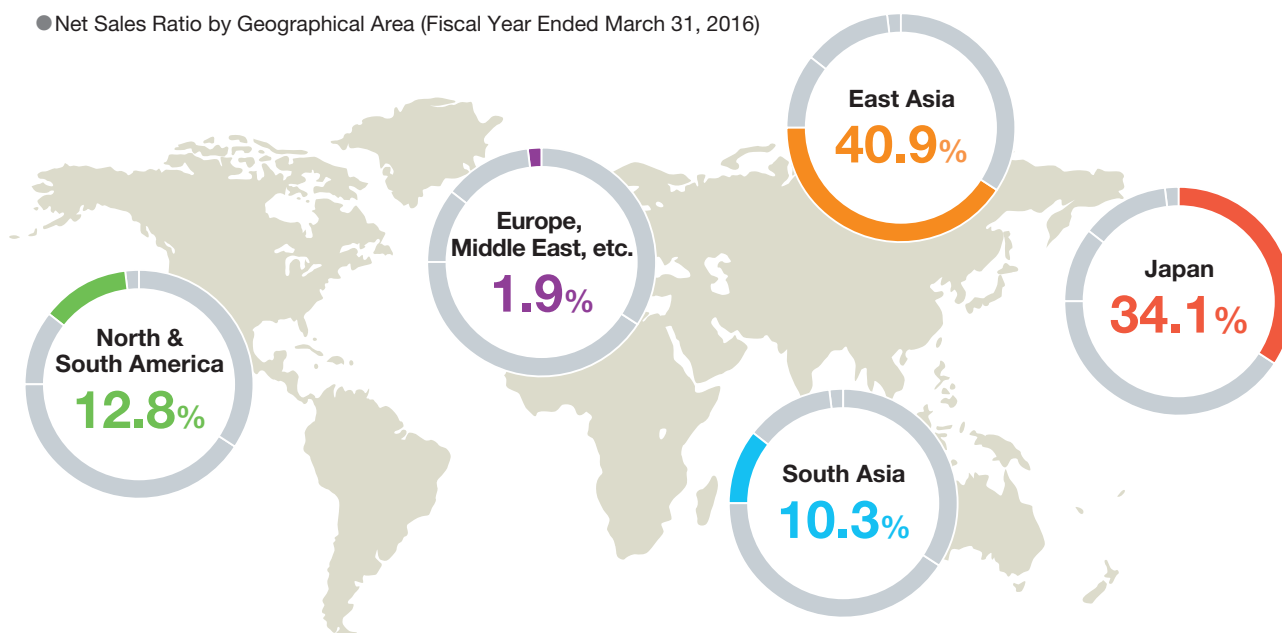 ● Net Sales Ratio by Geographical Area (Fiscal Year Ended March 31, 2016)
East Asia
40.9%
Europe,
Middle East, etc.
1.9%
Japan
34.1%
North &
South America
12.8%
South Asia
10.3%